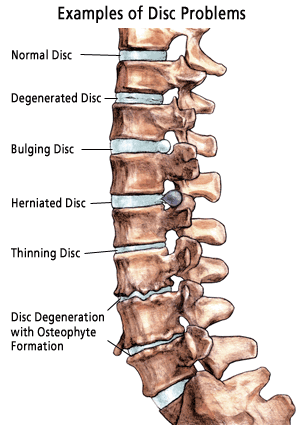 Examples of Disc Problems
Normal Disc
Degenerated Disc
Bulging Disc
Herniated Disc
Thinning Disc
Disc Degeneration
with Osteophyte
Formation